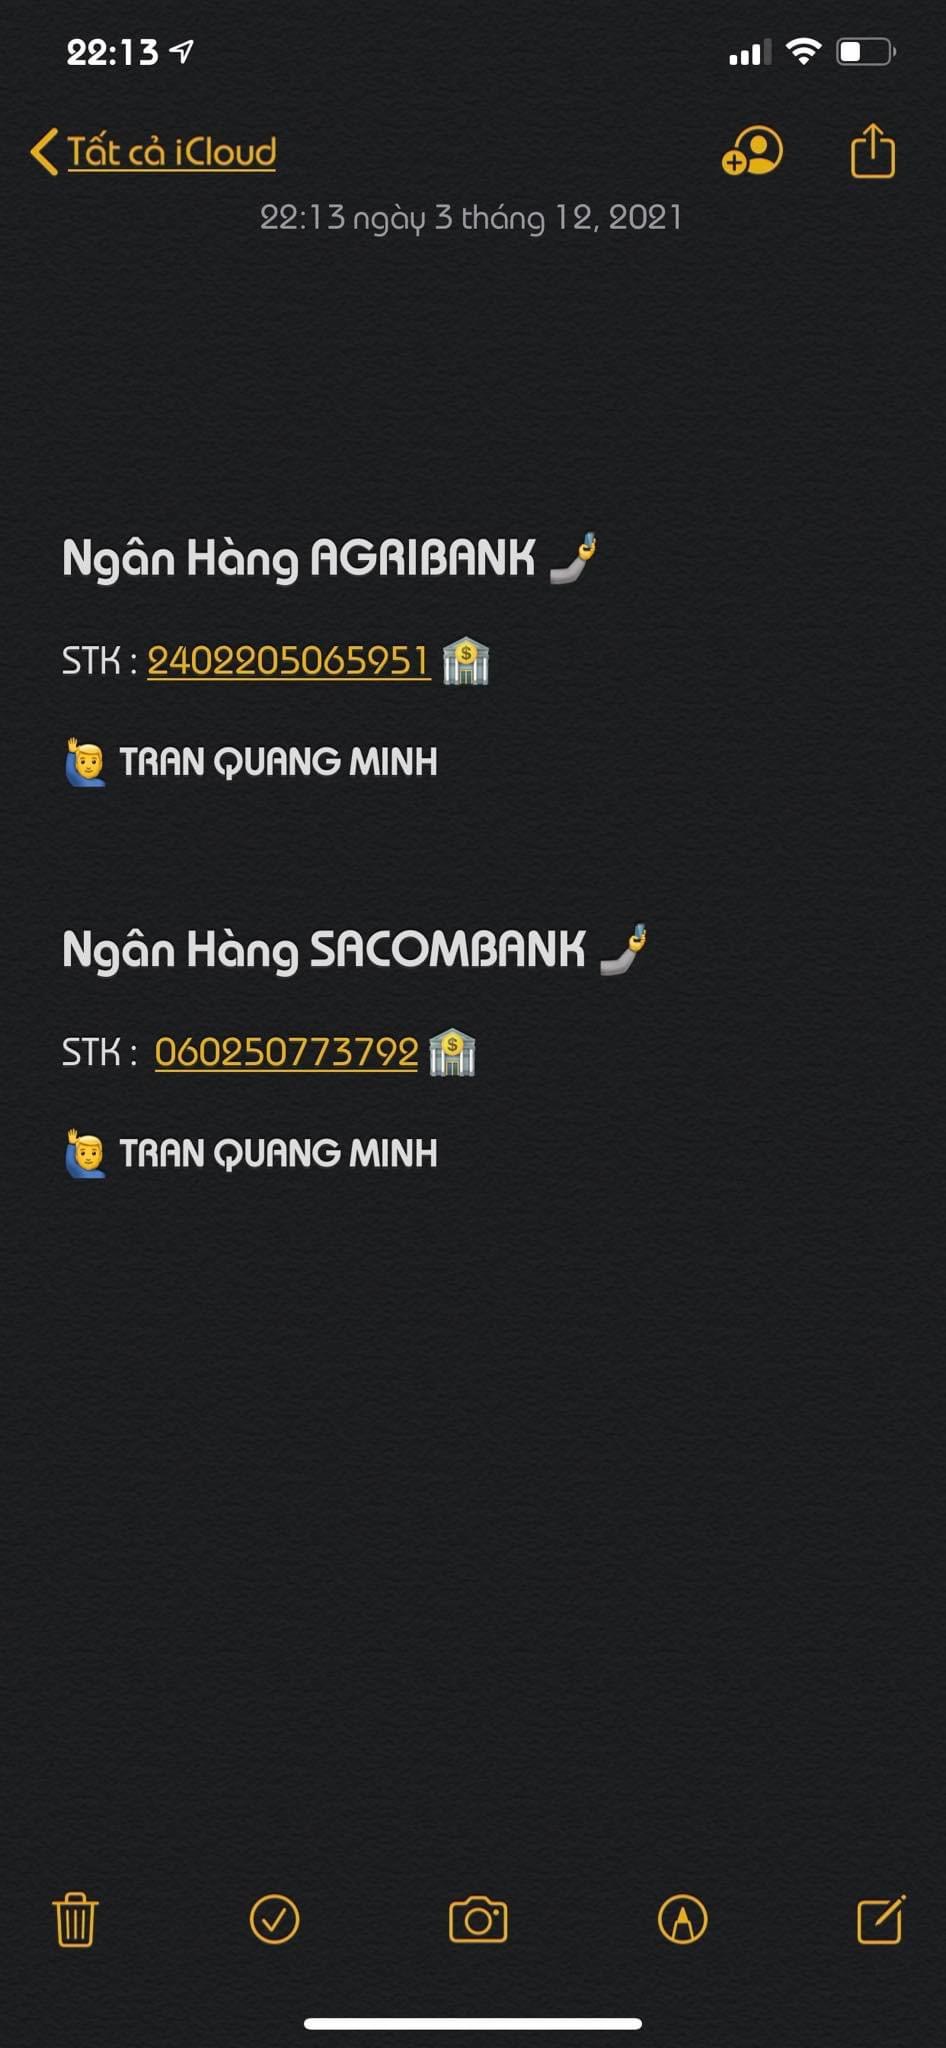 22:13
Tất cả iCloud
22:13 ngày 3 tháng 12, 2021
Ngân Hàng AGRIBANK 🤳
STK : 2402205065951 🏦
🙋‍♂️ TRAN QUANG MINH
Ngân Hàng SACOMBANK 🤳
STK : 060250773792 🏦
🙋‍♂️ TRAN QUANG MINH